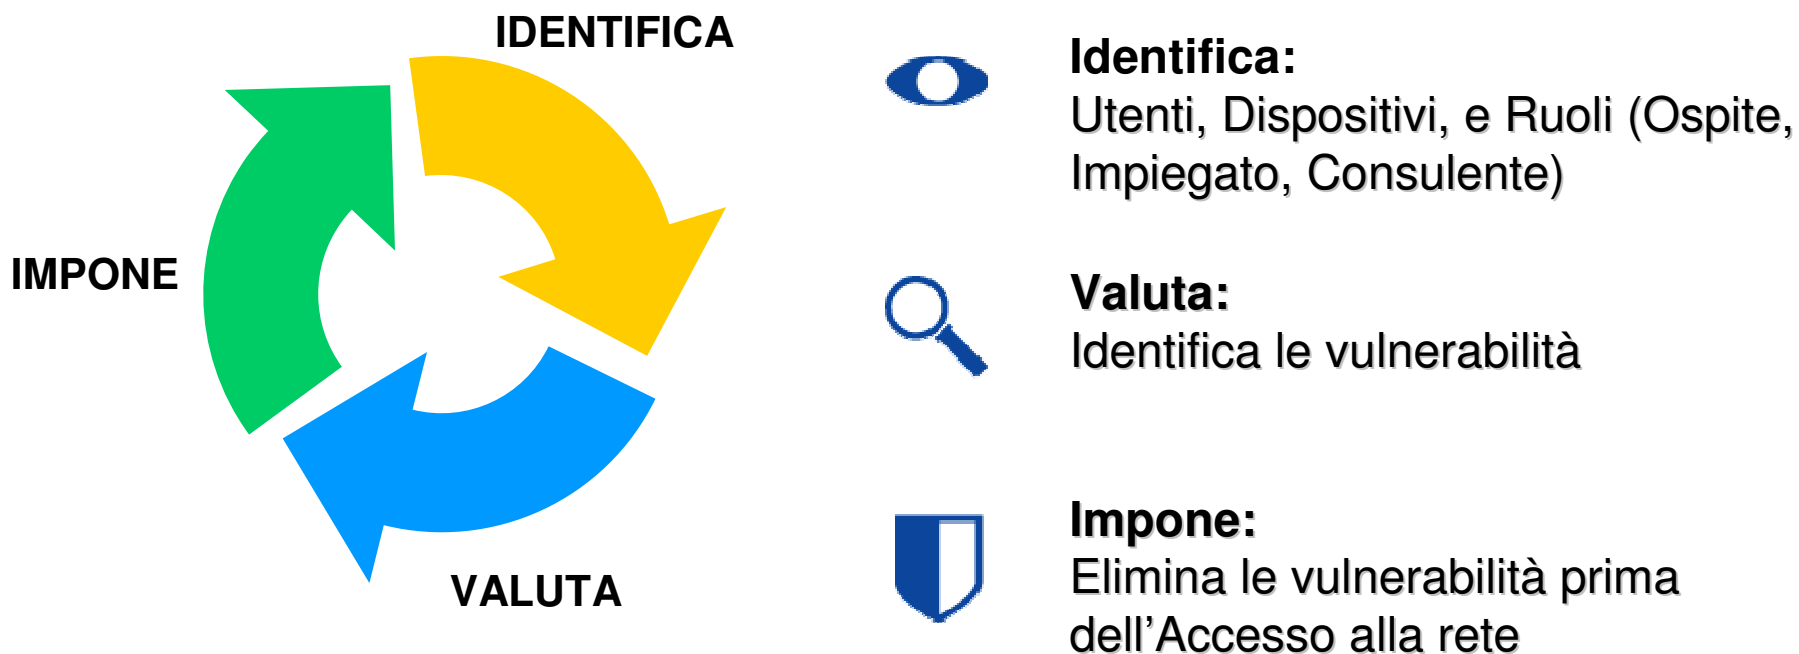 IDENTIFICA
IMPONE
VALUTA
Identifica:
Utenti, Dispositivi, e Ruoli (Ospite,
Impiegato, Consulente)
Valuta:
Identifica le vulnerabilità
Impone:
Elimina le vulnerabilità prima
dell’Accesso alla rete